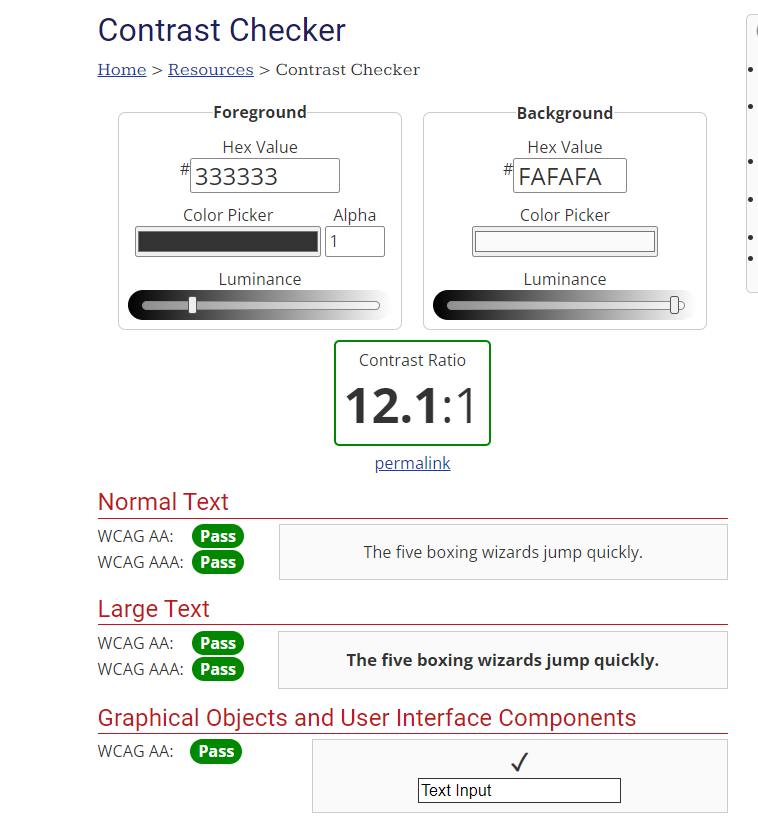 Contrast Checker
Home > Resources > Contrast Checker
Foreground
Hex Value
#333333
Color Picker
Alpha
1
Luminance
Background
Hex Value
#FAFAFA
Color Picker
Luminance
Contrast Ratio
12.1:1
permalink
Normal Text
WCAG AA: Pass
WCAG AAA: Pass
The five boxing wizards jump quickly.
Large Text
WCAG AA: Pass
WCAG AAA: Pass
The five boxing wizards jump quickly.
Graphical Objects and User Interface Components
WCAG AA: Pass
✓
Text Input